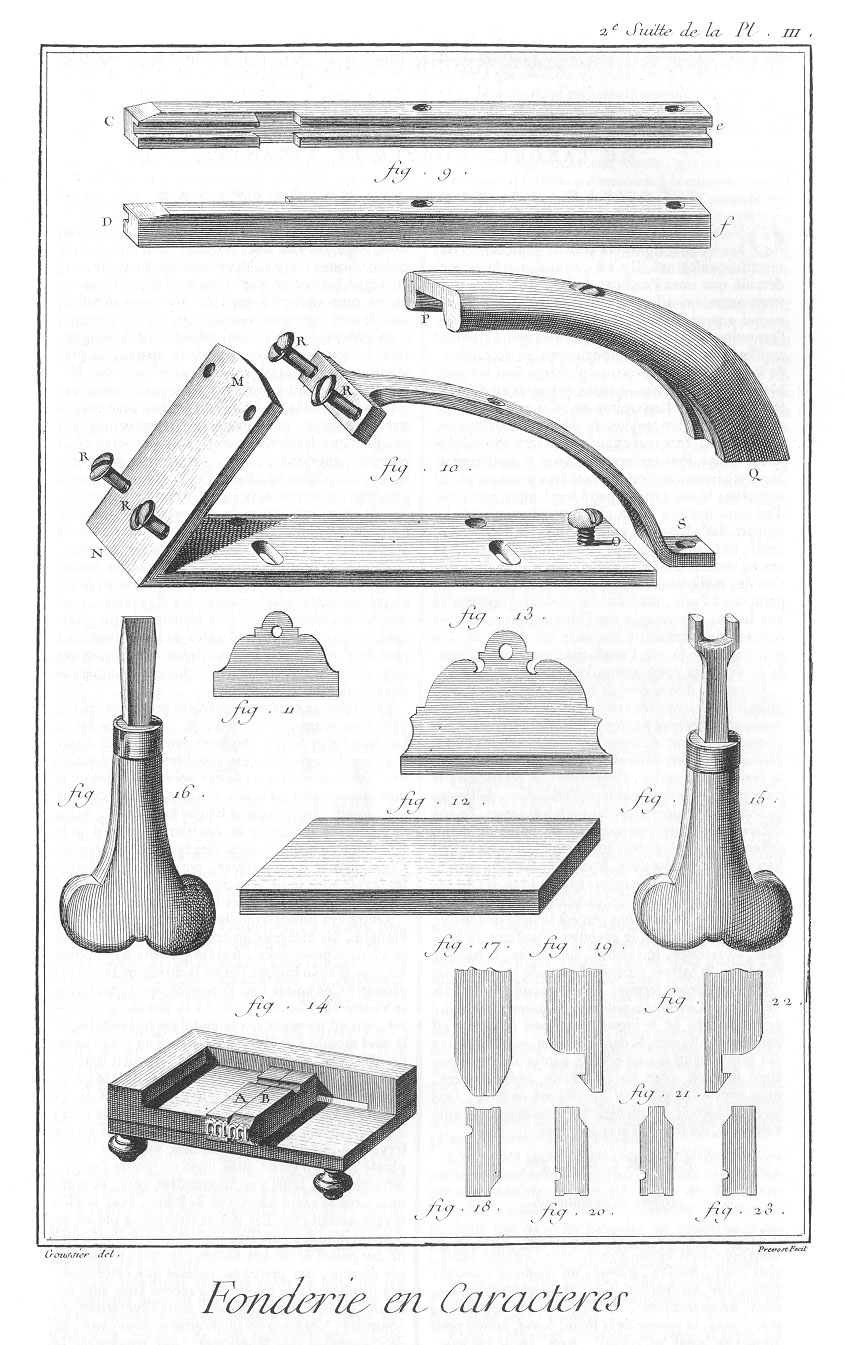 2e Suitte de la Pl. III.
C
e
fig. 9.
D
f
P
R
M
R
fig. 10.
Q
R
R
S
N
fig. 13.
fig. 11
fig. 16.
fig. 12.
fig. 15.
fig. 17.
fig. 19.
fig. 14.
fig. 22.
A B
fig. 21.
fig. 18.
fig. 20.
fig. 23.
Goussier del.
Prevost Fecit
Fonderie en Caracteres